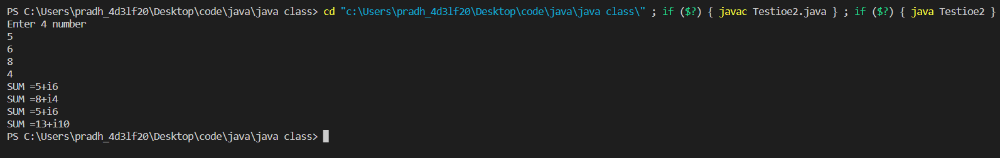 PS C:\Users\pradh_4d3lf20\Desktop\code\java\java class> cd "c:\Users\pradh_4d3lf20\Desktop\code\java\java class\" ; if ($?) { javac Testioe2.java } ; if ($?) { java Testioe2 }
Enter 4 number
5
6
8
4
SUM =5+i6
SUM =8+i4
SUM =5+i6
SUM =13+i10
PS C:\Users\pradh_4d3lf20\Desktop\code\java\java class>